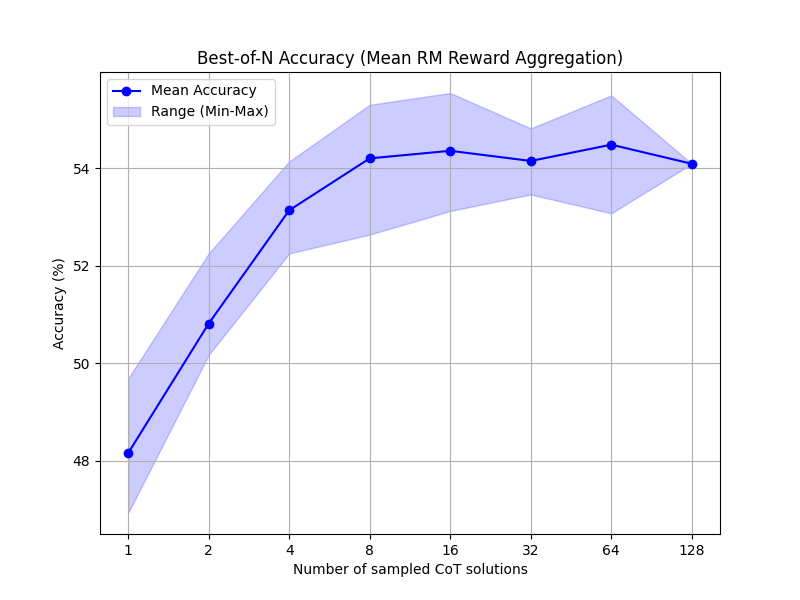 Best-of-N Accuracy (Mean RM Reward Aggregation)
Mean Accuracy
Range (Min-Max)
Accuracy (%)
54
52
50
48
1 2 4 8 16 32 64 128
Number of sampled CoT solutions